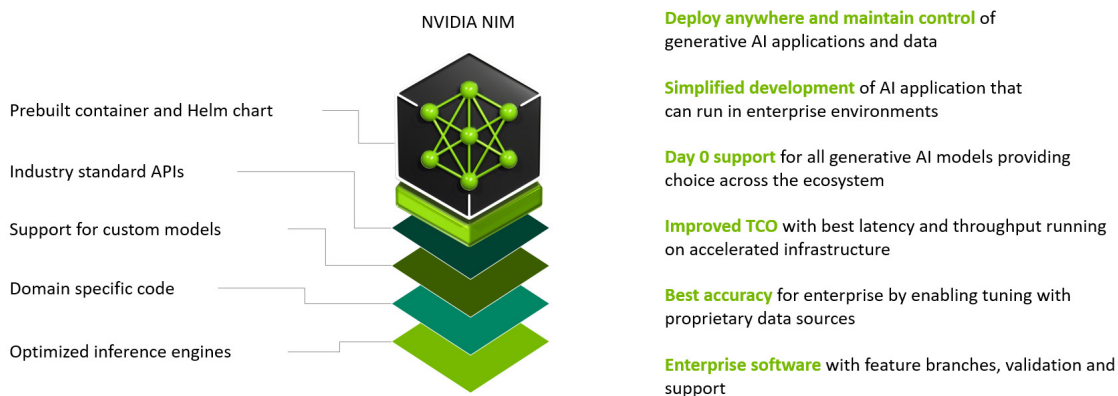 NVIDIA NIM
Prebuilt container and Helm chart
Industry standard APIs
Support for custom models
Domain specific code
Optimized inference engines
Deploy anywhere and maintain control of
generative AI applications and data
Simplified development of AI application that
can run in enterprise environments
Day 0 support for all generative AI models providing
choice across the ecosystem
Improved TCO with best latency and throughput running
on accelerated infrastructure
Best accuracy for enterprise by enabling tuning with
proprietary data sources
Enterprise software with feature branches, validation and
support